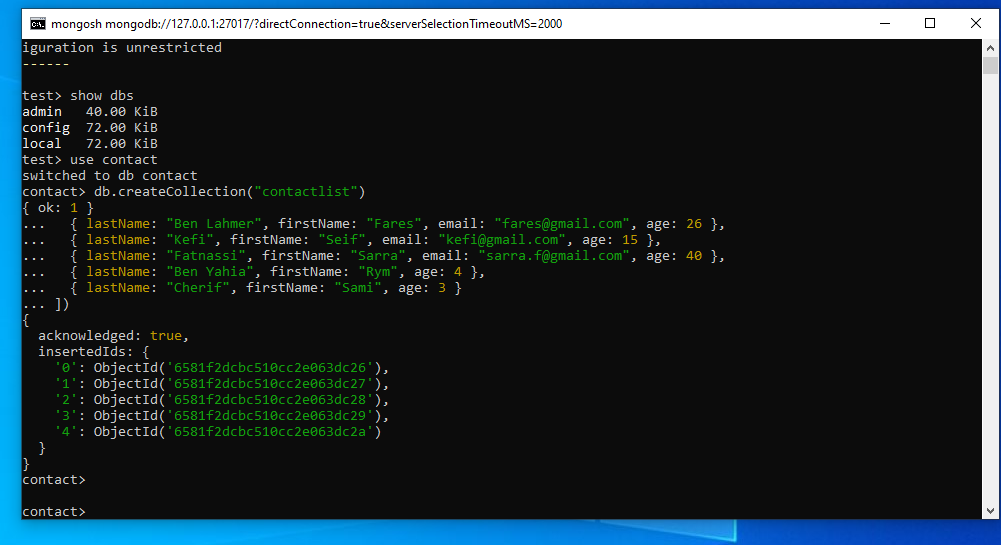 mongosh mongodb://127.0.0.1:27017/?directConnection=true&serverSelectionTimeoutMS=2000
iguration is unrestricted
------
test> show dbs
admin   40.00 KiB
config  72.00 KiB
local   72.00 KiB
test> use contact
switched to db contact
contact> db.createCollection("contactlist")
{ ok: 1 }
...   { lastName: "Ben Lahmer", firstName: "Fares", email: "fares@gmail.com", age: 26 },
...   { lastName: "Kefi", firstName: "Seif", email: "kefi@gmail.com", age: 15 },
...   { lastName: "Fatnassi", firstName: "Sarra", email: "sarra.f@gmail.com", age: 40 },
...   { lastName: "Ben Yahia", firstName: "Rym", age: 4 },
...   { lastName: "Cherif", firstName: "Sami", age: 3 }
... ])
{
  acknowledged: true,
  insertedIds: {
    '0': ObjectId('6581f2dcbc510cc2e063dc26'),
    '1': ObjectId('6581f2dcbc510cc2e063dc27'),
    '2': ObjectId('6581f2dcbc510cc2e063dc28'),
    '3': ObjectId('6581f2dcbc510cc2e063dc29'),
    '4': ObjectId('6581f2dcbc510cc2e063dc2a')
  }
}
contact>
contact>